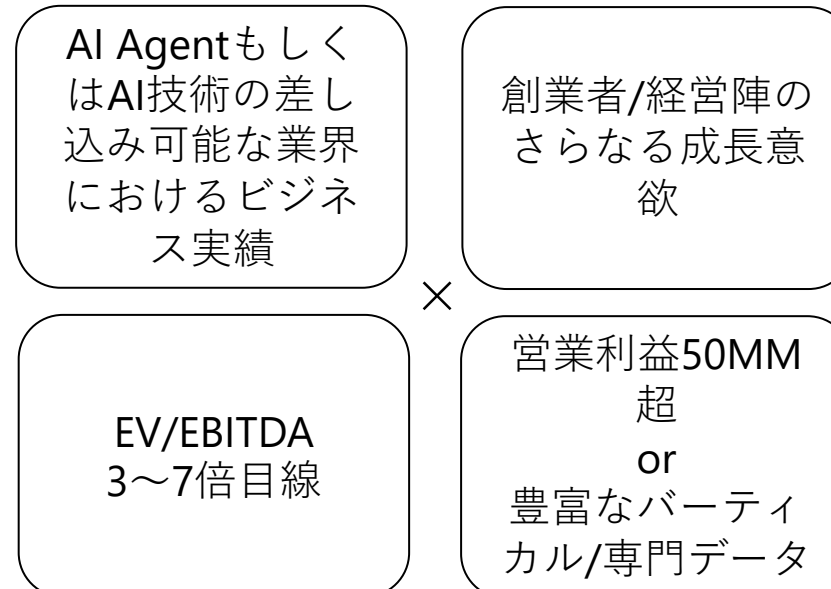 AI Agentもしく
はAI技術の差し
込み可能な業界
におけるビジネ
ス実績
創業者/経営陣の
さらなる成長意
欲
×
EV/EBITDA
3～7倍目線
営業利益50MM
超
or
豊富なバーティ
カル/専門データ